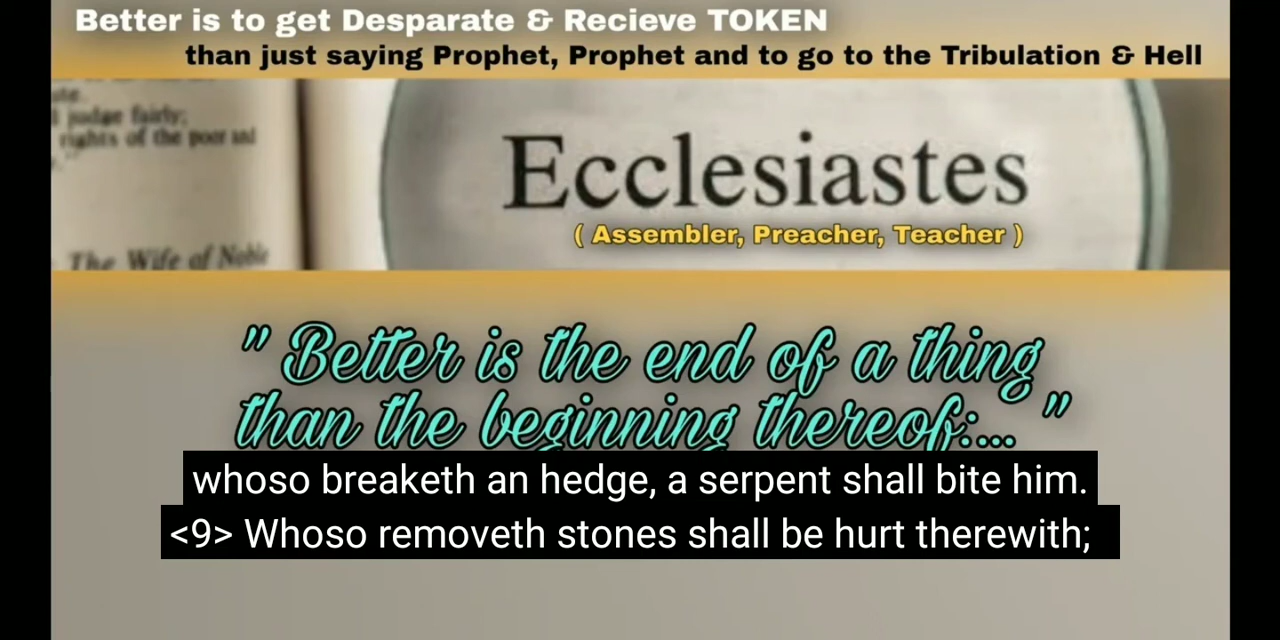 Better is to get Desparate & Recieve TOKEN
than just saying Prophet, Prophet and to go to the Tribulation & Hell
judge fairly;
rights of the poor and
Ecclesiastes
( Assembler, Preacher, Teacher )
The Wife of Noble
" Better is the end of a thing
than the beginning thereof:... "
whoso breaketh an hedge, a serpent shall bite him.
<9> Whoso removeth stones shall be hurt therewith;